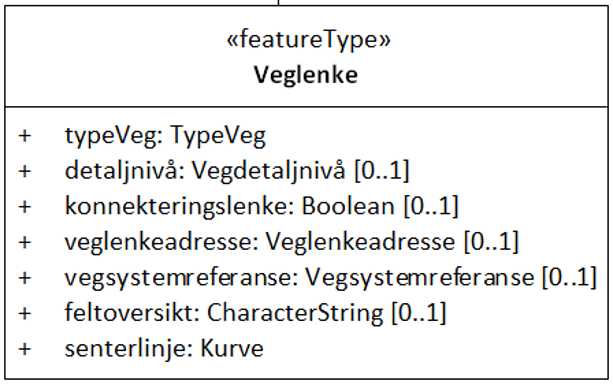 «featureType»
Veglenke
+ typeVeg: TypeVeg
+ detaljnivå: Vegdetaljnivå [0..1]
+ konnekteringslenke: Boolean [0..1]
+ veglenkeadresse: Veglenkeadresse [0..1]
+ vegsystemreferanse: Vegsystemreferanse [0..1]
+ feltoversikt: CharacterString [0..1]
+ senterlinje: Kurve